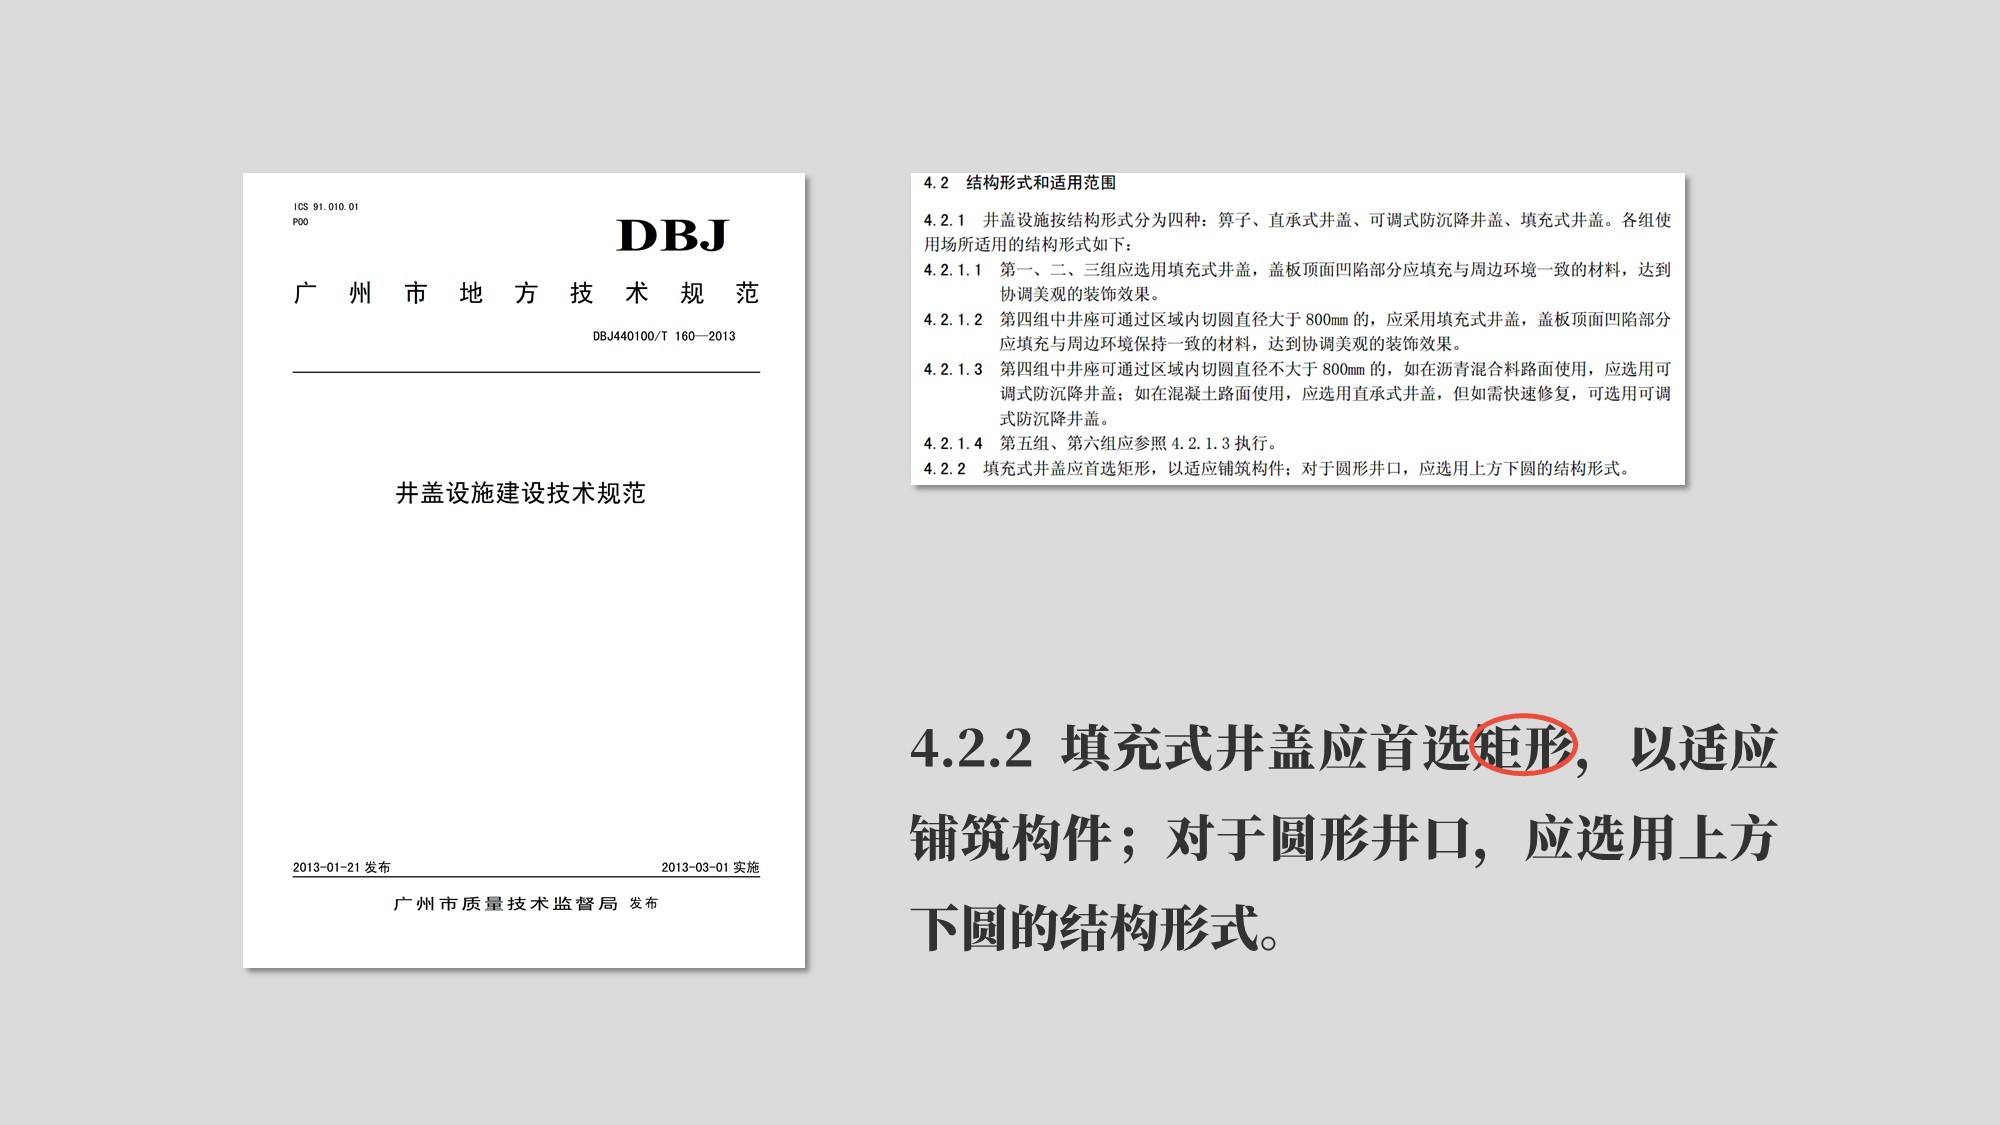 ICS 91.010.01
P00
DBJ
广州市地方技术规范
DBJ440100/T 160—2013
井盖设施建设技术规范
2013-01-21 发布
2013-03-01 实施
广州市质量技术监督局 发布
4.2 结构形式和适用范围
4.2.1 井盖设施按结构形式分为四种：箅子、直承式井盖、可调式防沉降井盖、填充式井盖。各组使
用场所适用的结构形式如下：
4.2.1.1 第一、二、三组应选用填充式井盖，盖板顶面凹陷部分应填充与周边环境一致的材料，达到
协调美观的装饰效果。
4.2.1.2 第四组中井座可通过区域内切圆直径大于 800mm 的，应采用填充式井盖，盖板顶面凹陷部分
应填充与周边环境保持一致的材料，达到协调美观的装饰效果。
4.2.1.3 第四组中井座可通过区域内切圆直径不大于 800mm 的，如在沥青混合料路面使用，应选用可
调式防沉降井盖；如在混凝土路面使用，应选用直承式井盖，但如需快速修复，可选用可调
式防沉降井盖。
4.2.1.4 第五组、第六组应参照 4.2.1.3 执行。
4.2.2 填充式井盖应首选矩形，以适应铺筑构件；对于圆形井口，应选用上方下圆的结构形式。
4.2.2 填充式井盖应首选矩形，以适应
铺筑构件；对于圆形井口，应选用上方
下圆的结构形式。